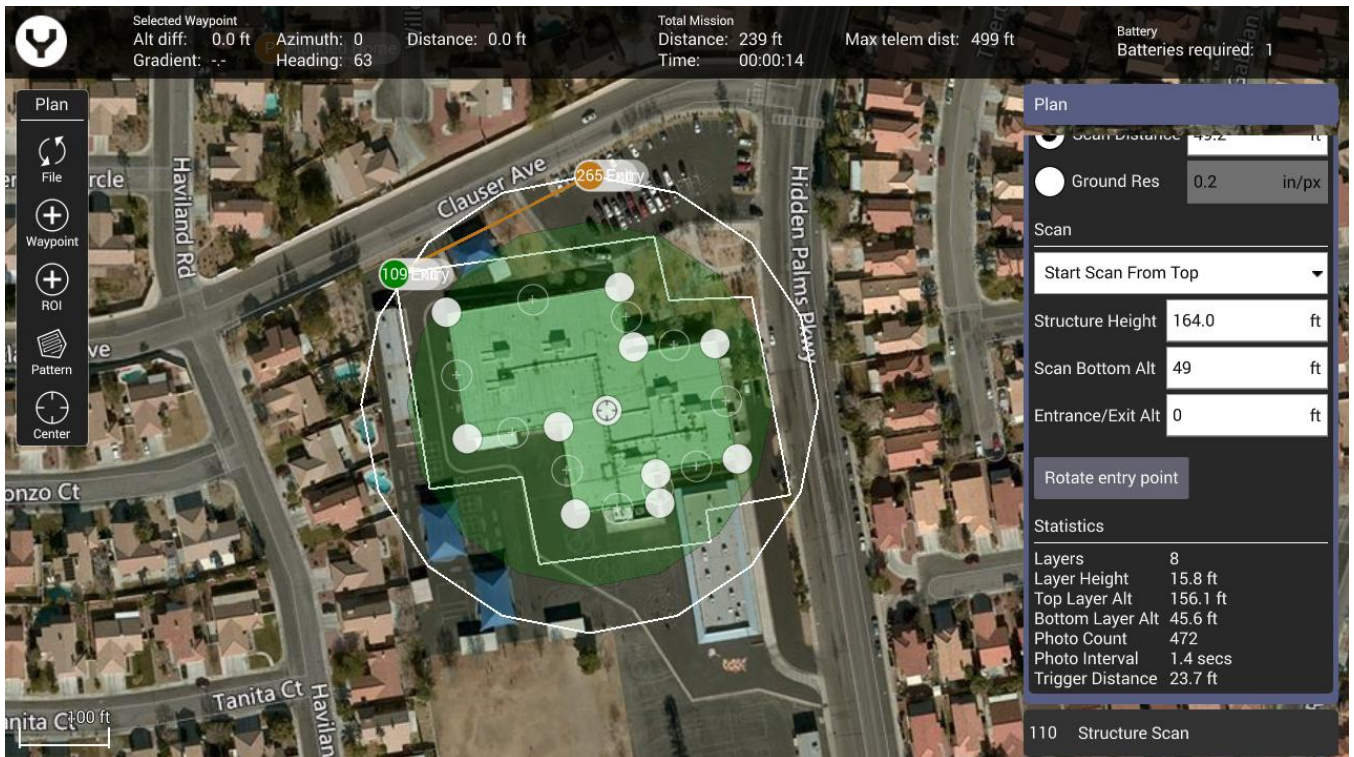 Selected Waypoint
Alt diff: 0.0 ft Azimuth: 0 Distance: 0.0 ft
Gradient: -.- Heading: 63
Total Mission
Distance: 239 ft Max telem dist: 499 ft
Time: 00:00:14
Battery
Batteries required: 1
Plan
File
Waypoint
ROI
Pattern
Center
Haviland Rd
Clauser Ave
265 Entry
109 Entry
Hidden Palms Pkwy
onzo Ct
Tanita Ct
Havilan
anita Ct
100 ft
Plan
Scan Distance 49.2 ft
Ground Res 0.2 in/px
Scan
Start Scan From Top
Structure Height 164.0 ft
Scan Bottom Alt 49 ft
Entrance/Exit Alt 0 ft
Rotate entry point
Statistics
Layers 8
Layer Height 15.8 ft
Top Layer Alt 156.1 ft
Bottom Layer Alt 45.6 ft
Photo Count 472
Photo Interval 1.4 secs
Trigger Distance 23.7 ft
110 Structure Scan